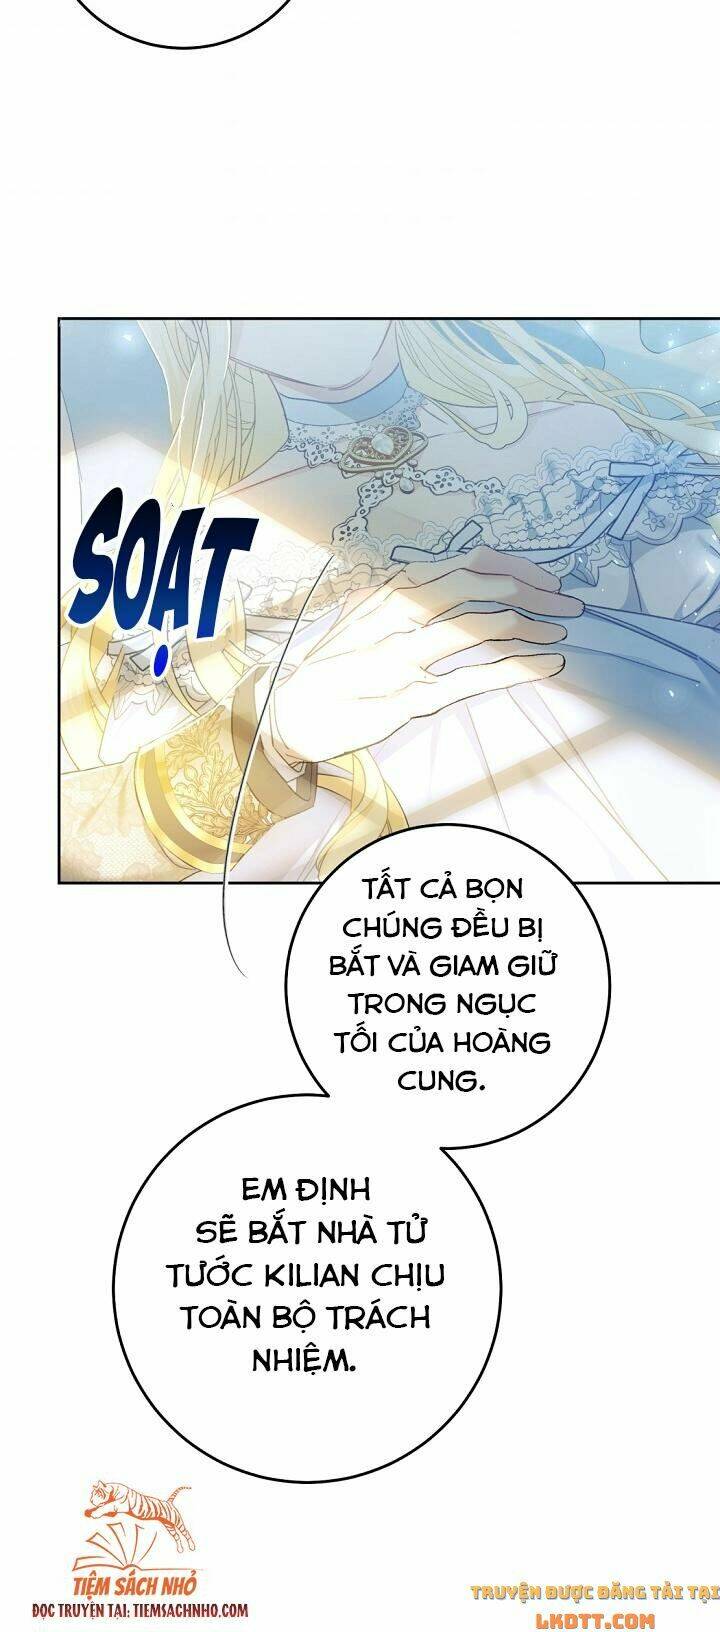 SOẠT
TẤT CẢ BỌN
CHÚNG ĐỀU BỊ
BẮT VÀ GIAM GIỮ
TRONG NGỤC
TỐI CỦA HOÀNG
CUNG.
EM ĐỊNH
SẼ BẮT NHÀ TỬ
TƯỚC KILIAN CHỊU
TOÀN BỘ TRÁCH
NHIỆM.
TIỆM SÁCH NHỎ
ĐỌC TRUYỆN TẠI: TIEMSACHNHO.COM
TRUYỆN ĐƯỢC ĐĂNG TẢI TẠI
LKDTT.COM